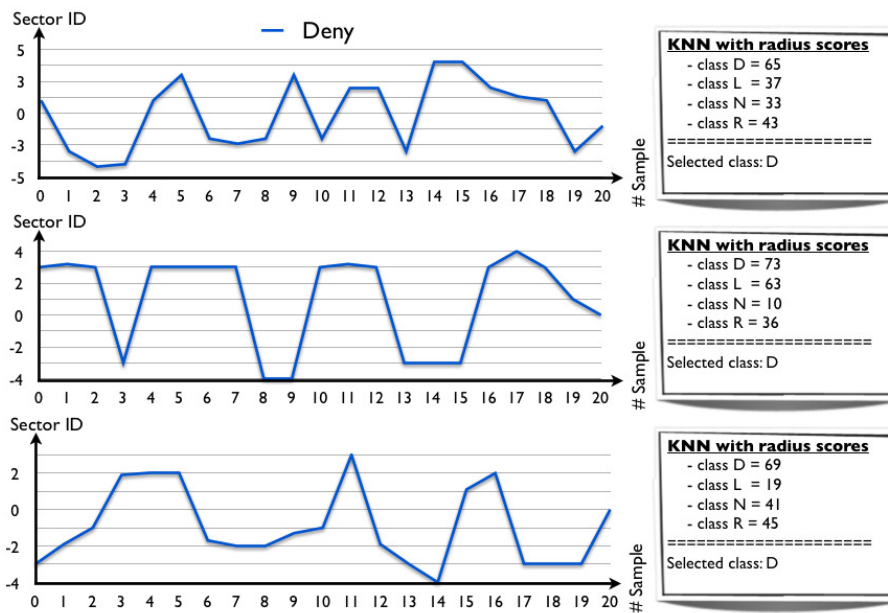 Sector ID
Deny
5
3
0
-3
-5
0 1 2 3 4 5 6 7 8 9 10 11 12 13 14 15 16 17 18 19 20
# Sample
KNN with radius scores
- class D = 65
- class L = 37
- class N = 33
- class R = 43
======================
Selected class: D
Sector ID
4
2
0
-2
-4
0 1 2 3 4 5 6 7 8 9 10 11 12 13 14 15 16 17 18 19 20
# Sample
KNN with radius scores
- class D = 73
- class L = 63
- class N = 10
- class R = 36
======================
Selected class: D
Sector ID
2
0
-2
-4
0 1 2 3 4 5 6 7 8 9 10 11 12 13 14 15 16 17 18 19 20
# Sample
KNN with radius scores
- class D = 69
- class L = 19
- class N = 41
- class R = 45
======================
Selected class: D